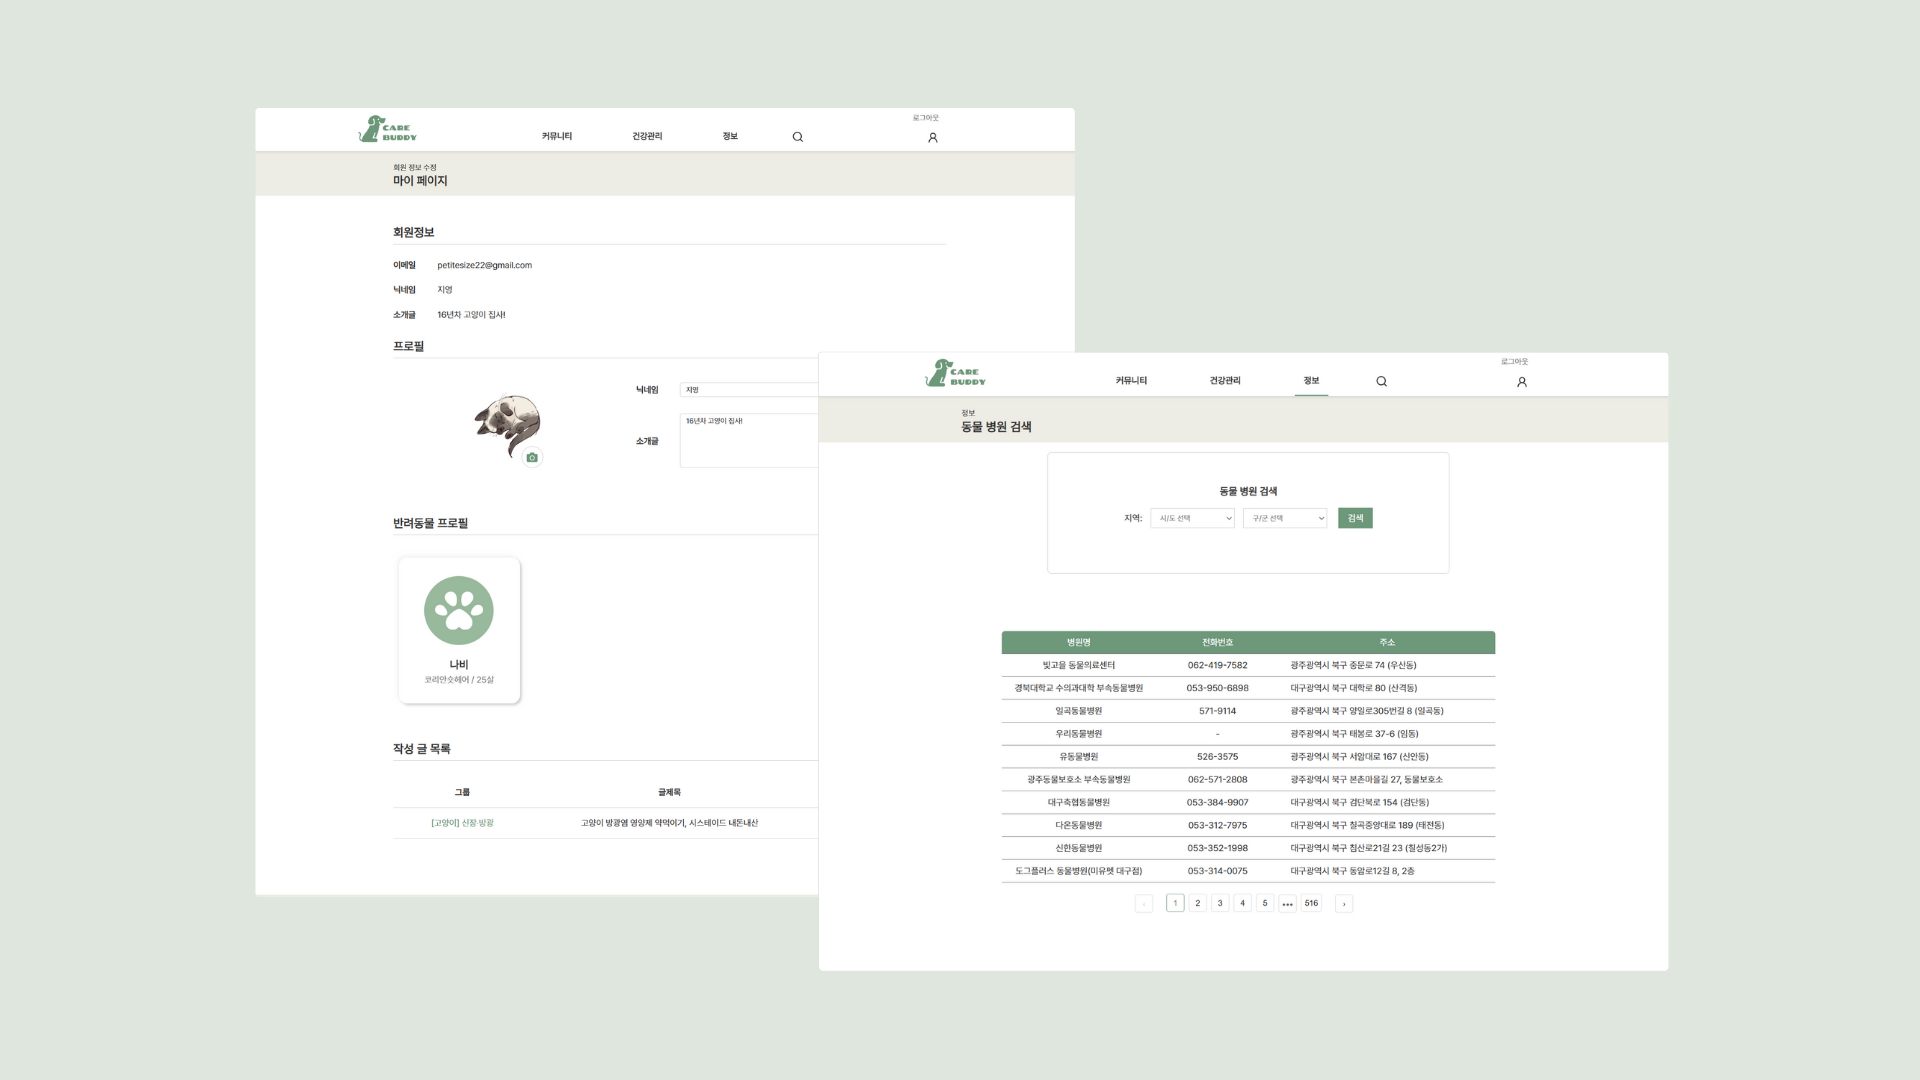 CARE
BUDDY
커뮤니티
건강관리
정보
로그아웃
회원 정보 수정
마이 페이지
회원정보
이메일 petitesize22@gmail.com
닉네임 지영
소개글 16년차 고양이 집사!
프로필
닉네임 지영
소개글 16년차 고양이 집사!
반려동물 프로필
나비
코리안숏헤어 / 25살
작성 글 목록
그룹 글제목
[고양이] 신장·방광 고양이 방광염 영양제 약먹이기, 시스테이드 내돈내산
CARE
BUDDY
커뮤니티
건강관리
정보
로그아웃
정보
동물 병원 검색
동물 병원 검색
지역: 시/도 선택 구/군 선택 검색
병원명 전화번호 주소
빛고을 동물의료센터 062-419-7582 광주광역시 북구 중문로 74 (우산동)
경북대학교 수의과대학 부속동물병원 053-950-6898 대구광역시 북구 대학로 80 (산격동)
일곡동물병원 571-9114 광주광역시 북구 양일로305번길 8 (일곡동)
우리동물병원 - 광주광역시 북구 태봉로 37-6 (임동)
유동물병원 526-3575 광주광역시 북구 서암대로 167 (신안동)
광주동물보호소 부속동물병원 062-571-2808 광주광역시 북구 본촌마을길 27, 동물보호소
대구축협동물병원 053-384-9907 대구광역시 북구 검단북로 154 (검단동)
다온동물병원 053-312-7975 대구광역시 북구 칠곡중앙대로 189 (태전동)
신한동물병원 053-352-1998 대구광역시 북구 침산로21길 23 (칠성동2가)
도그플러스 동물병원(미유펫 대구점) 053-314-0075 대구광역시 북구 동암로12길 8, 2층
‹ 1 2 3 4 5 ••• 516 ›